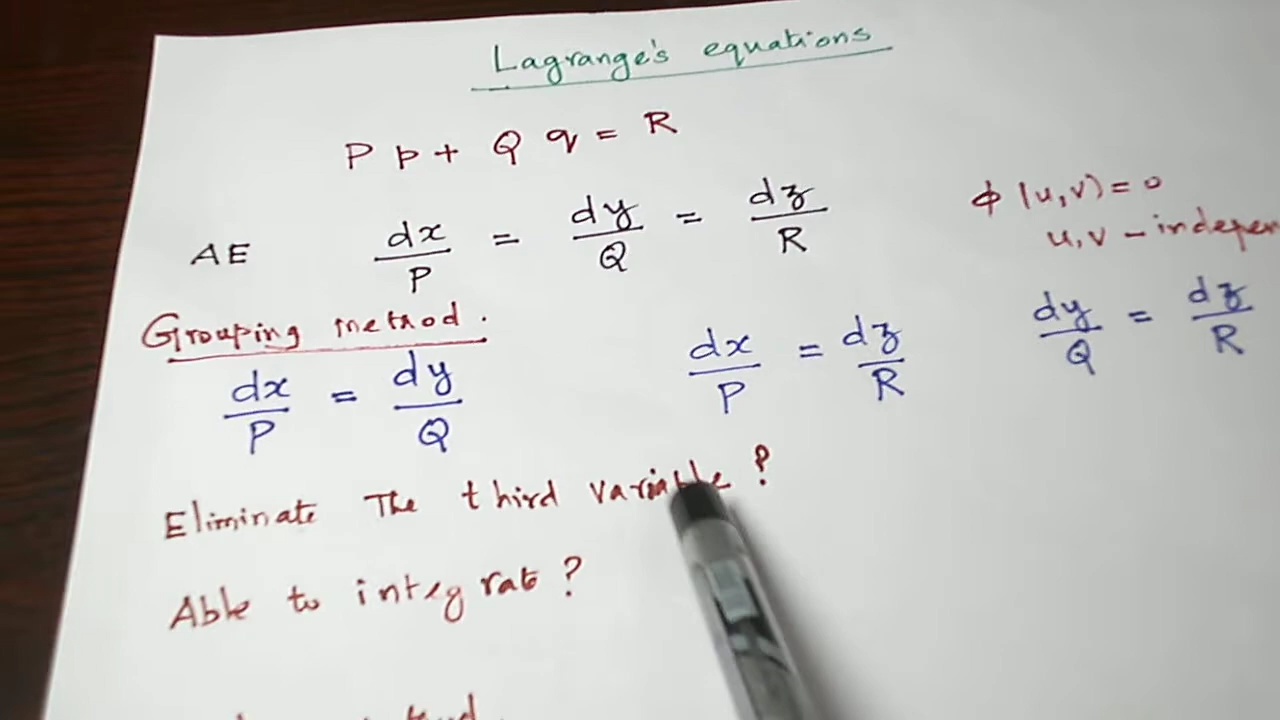 Lagrange's equations
P p + Q q = R
AE dx/P = dy/Q = dz/R
ϕ (u,v) = 0
u,v - indepen
Grouping method.
dx/P = dy/Q dx/P = dz/R dy/Q = dz/R
Eliminate The third variable ?
Able to integrate ?